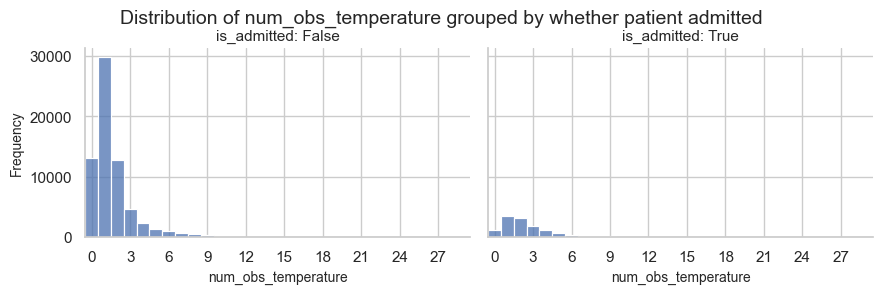 Distribution of num_obs_temperature grouped by whether patient admitted
is_admitted: False
is_admitted: True
Frequency
30000
20000
10000
0
0 3 6 9 12 15 18 21 24 27
0 3 6 9 12 15 18 21 24 27
num_obs_temperature
num_obs_temperature